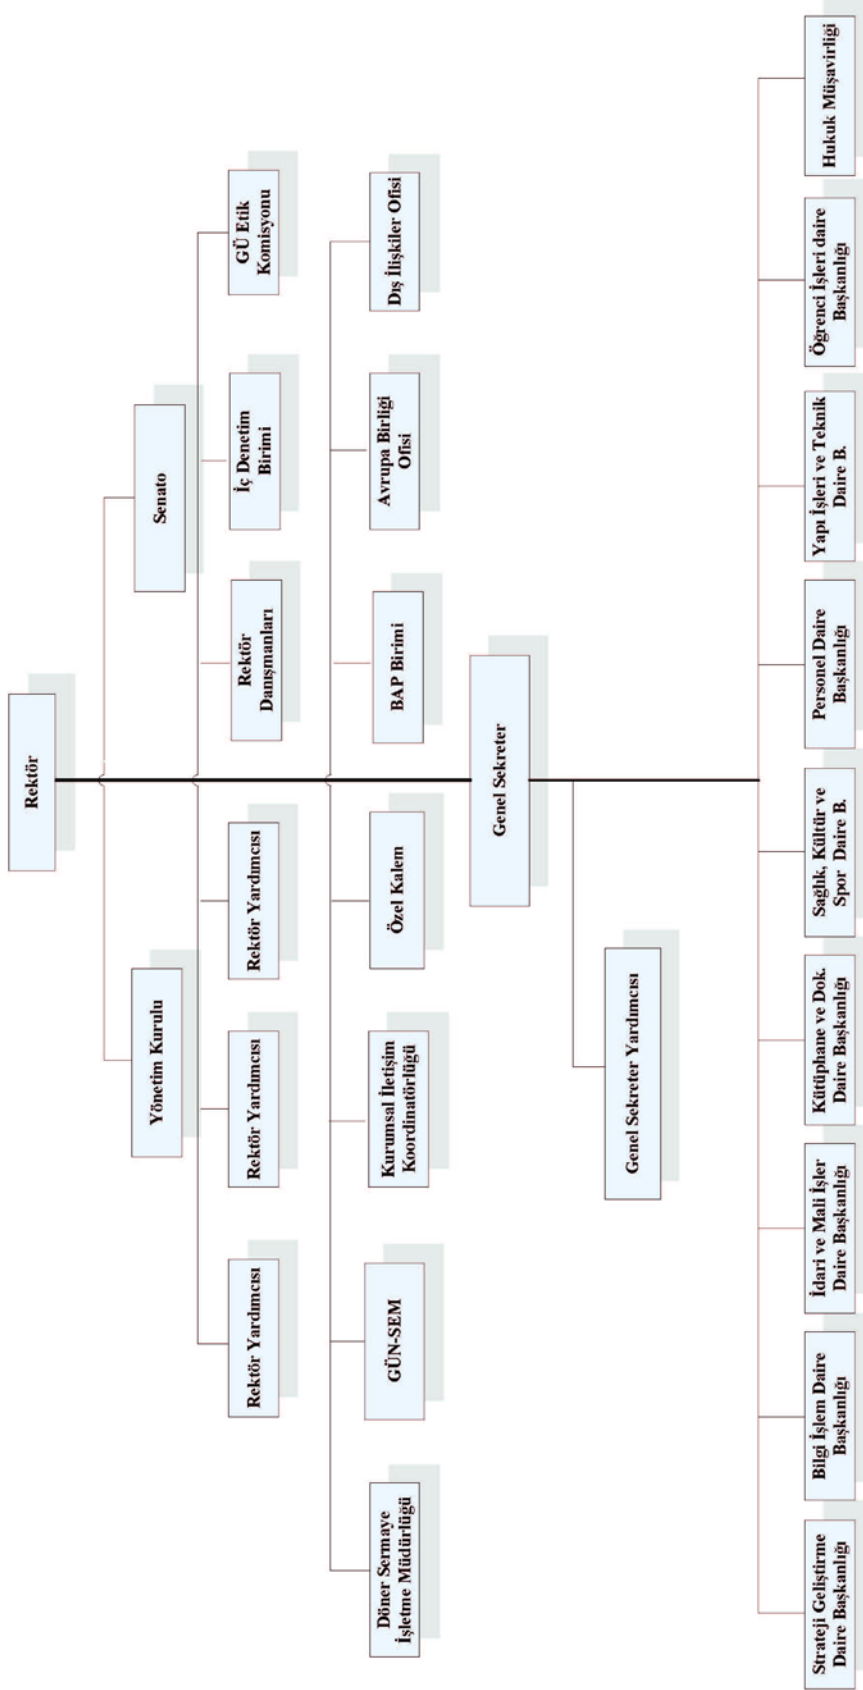 Rektör
Yönetim Kurulu
Senato
Rektör Yardımcısı
Rektör Yardımcısı
Rektör Yardımcısı
Rektör
Danışmanları
İç Denetim
Birimi
GÜ Etik
Komisyonu
Döner Sermaye
İşletme Müdürlüğü
GÜN-SEM
Kurumsal İletişim
Koordinatörlüğü
Özel Kalem
BAP Birimi
Avrupa Birliği
Ofisi
Dış İlişkiler Ofisi
Genel Sekreter
Genel Sekreter Yardımcısı
Strateji Geliştirme
Daire Başkanlığı
Bilgi İşlem Daire
Başkanlığı
İdari ve Mali İşler
Daire Başkanlığı
Kütüphane ve Dok.
Daire Başkanlığı
Sağlık, Kültür ve
Spor Daire B.
Personel Daire
Başkanlığı
Yapı İşleri ve Teknik
Daire B.
Öğrenci İşleri daire
Başkanlığı
Hukuk Müşavirliği